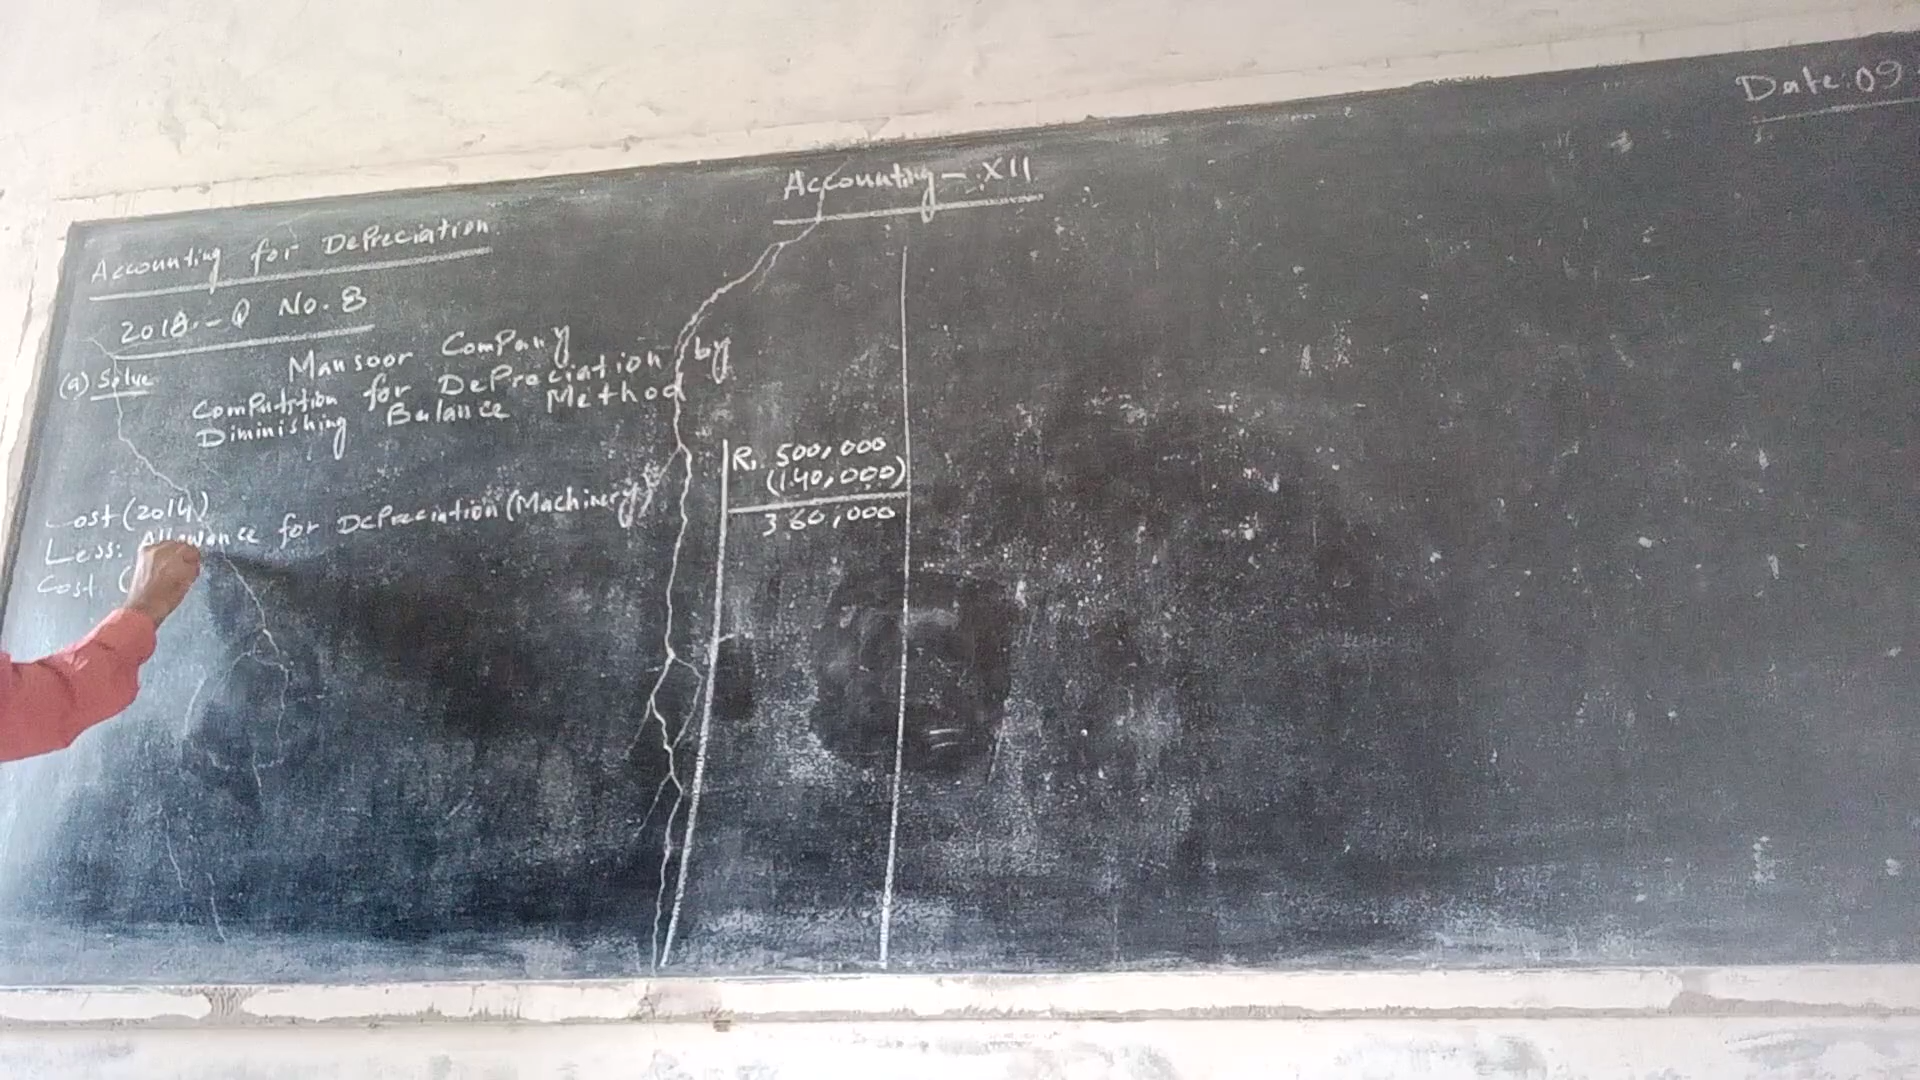 Date: 09
Accounting - XII
Accounting for Depreciation
2018 - Q No. 8
(a) Solve
Mansoor Company
Computation for Depreciation by
Diminishing Balance Method
Cost (2014) Rs. 500,000
Less: Allowance for Depreciation (Machinery) (140,000)
Cost ( 360,000